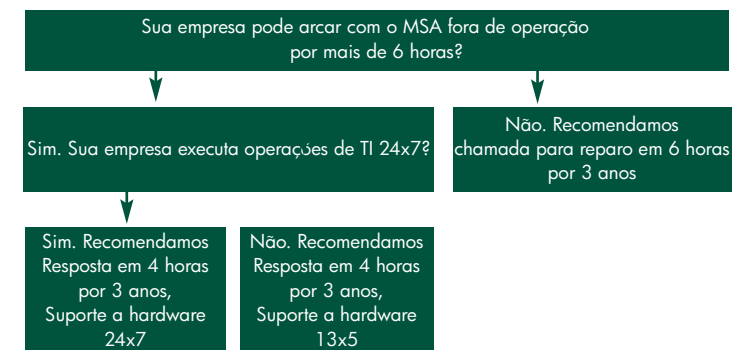 Sua empresa pode arcar com o MSA fora de operação
por mais de 6 horas?
Sim. Sua empresa executa operações de TI 24x7?
Não. Recomendamos
chamada para reparo em 6 horas
por 3 anos
Sim. Recomendamos
Resposta em 4 horas
por 3 anos,
Suporte a hardware
24x7
Não. Recomendamos
Resposta em 4 horas
por 3 anos,
Suporte a hardware
13x5